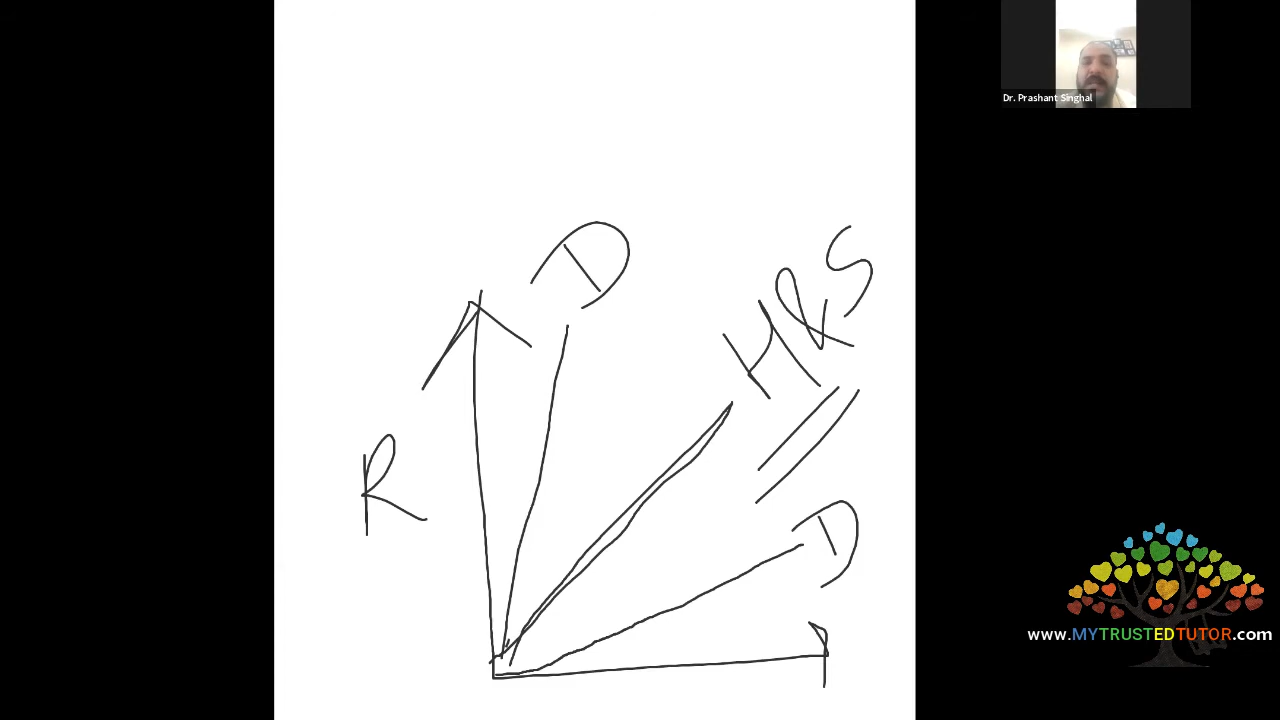 Dr. Prashant Singhal
D
HRS
R
D
www.MYTRUSTEDTUTOR.com